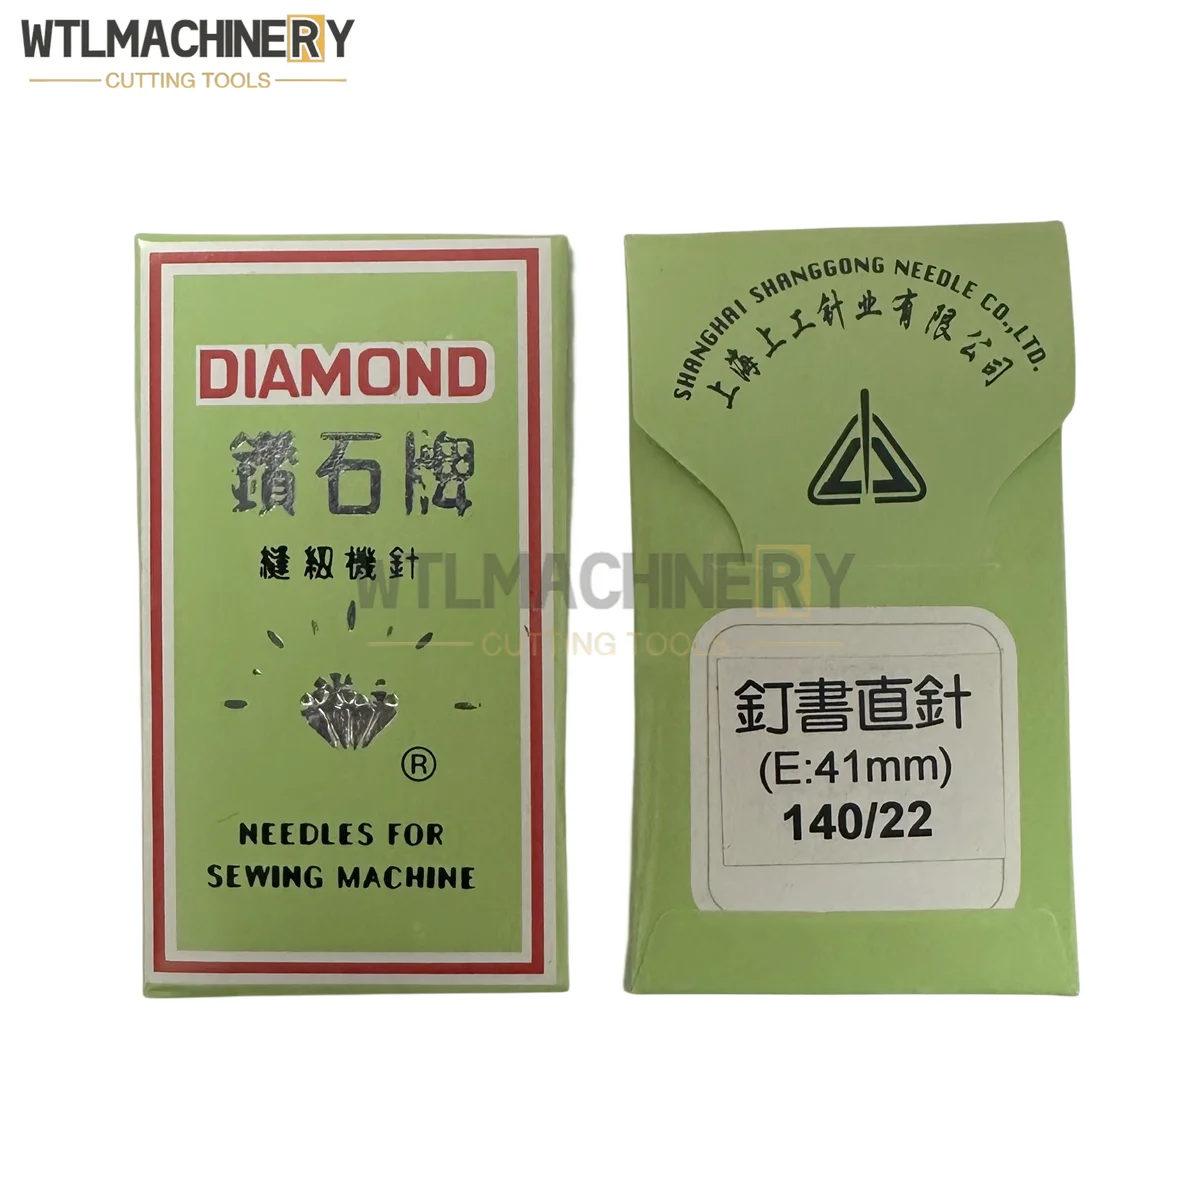 WTLMACHINERY
CUTTING TOOLS
DIAMOND
鑽石牌
縫紉機針
®
NEEDLES FOR
SEWING MACHINE
SHANGHAI SHANGGONG NEEDLE CO.,LTD.
上海上工针业有限公司
WTLMACHINERY
CUTTING TOOLS
釘書直針
(E:41mm)
140/22